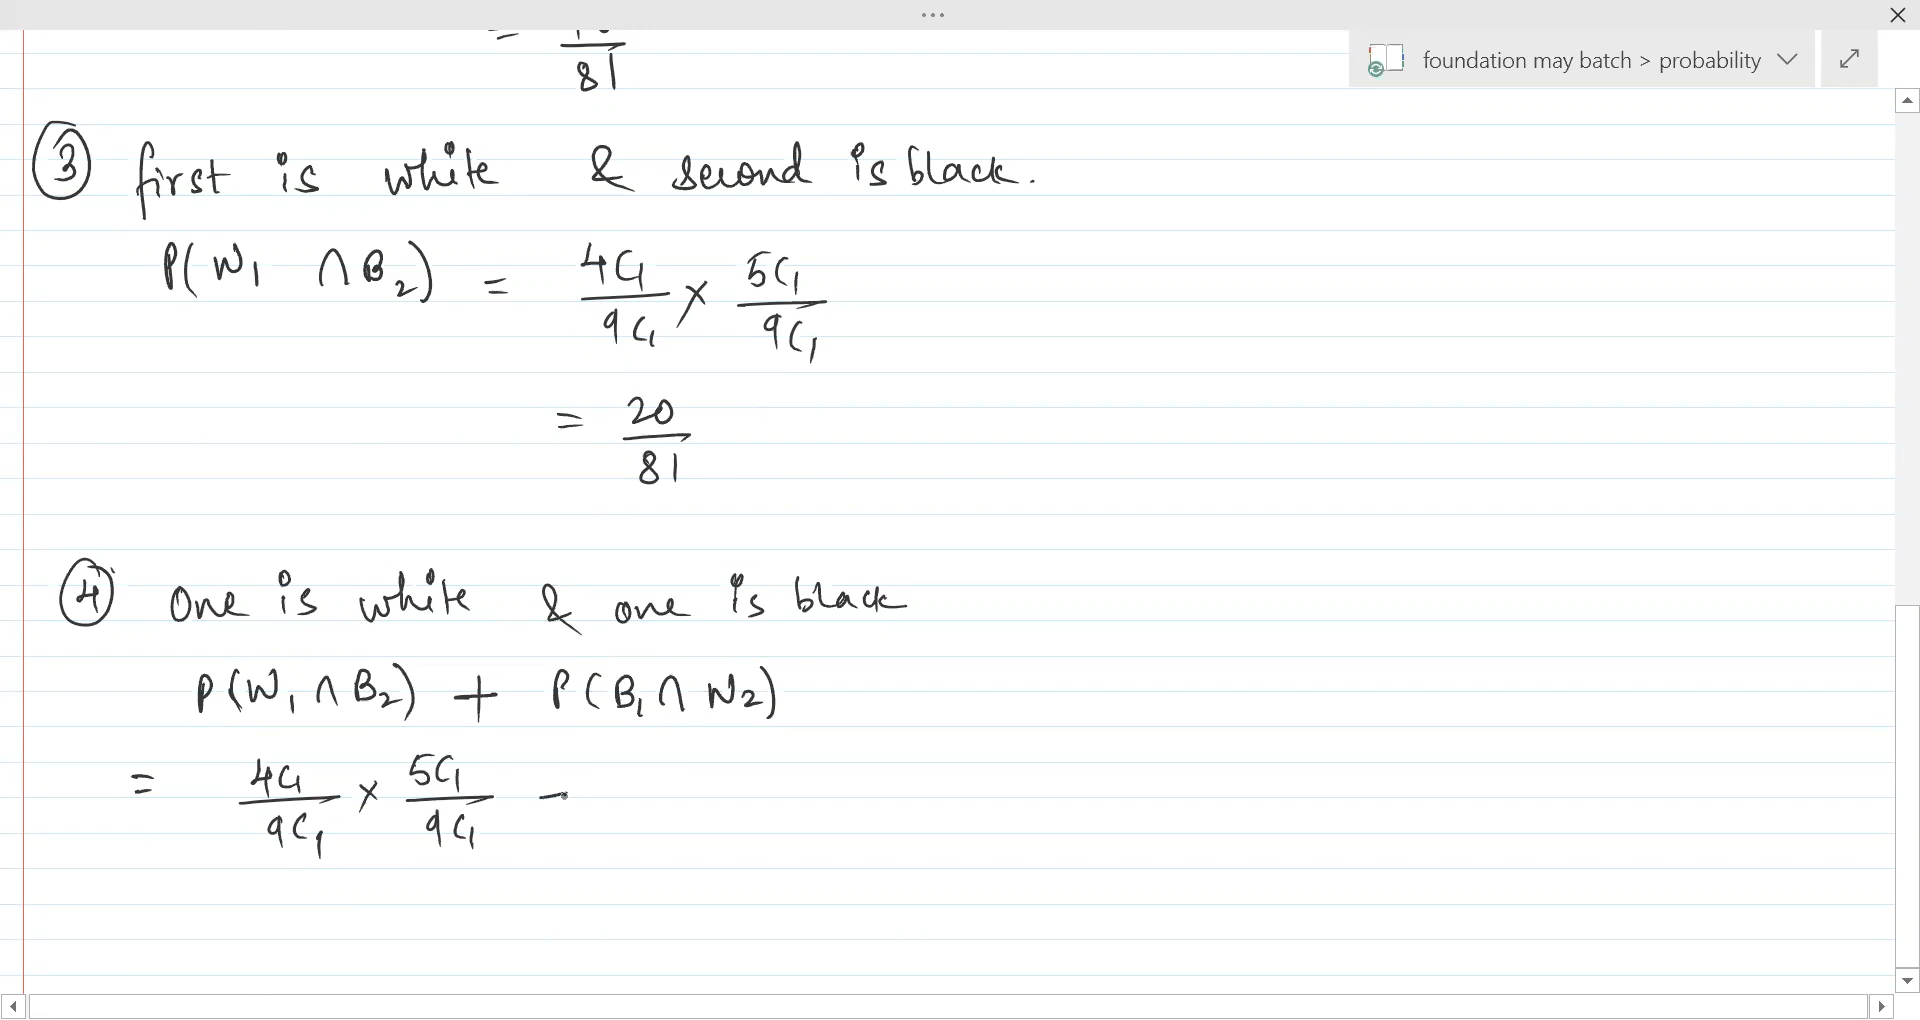 ...
foundation may batch > probability
=
81
③ first is white & second is black.
P(W₁ ∩ B₂) = 4C₁/9C₁ × 5C₁/9C₁
= 20/81
④ One is white & one is black
P(W₁ ∩ B₂) + P(B₁ ∩ W₂)
= 4C₁/9C₁ × 5C₁/9C₁ –